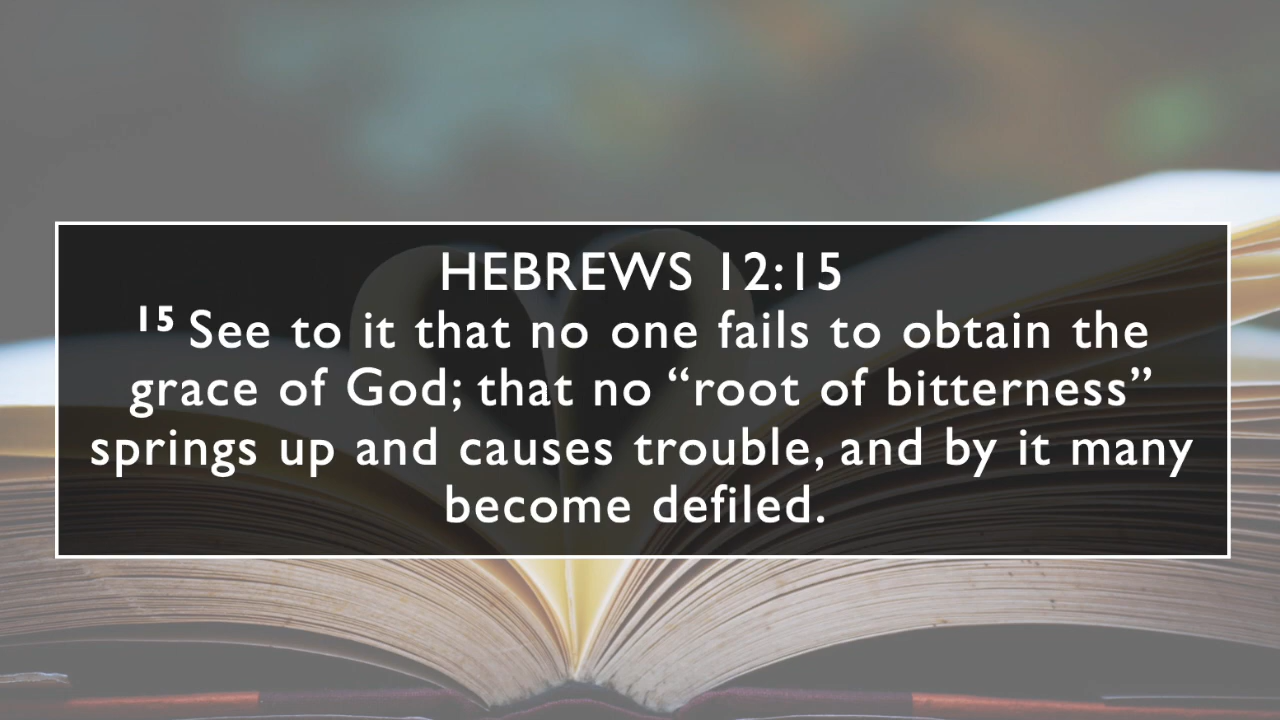 HEBREWS 12:15
15 See to it that no one fails to obtain the
grace of God; that no “root of bitterness”
springs up and causes trouble, and by it many
become defiled.